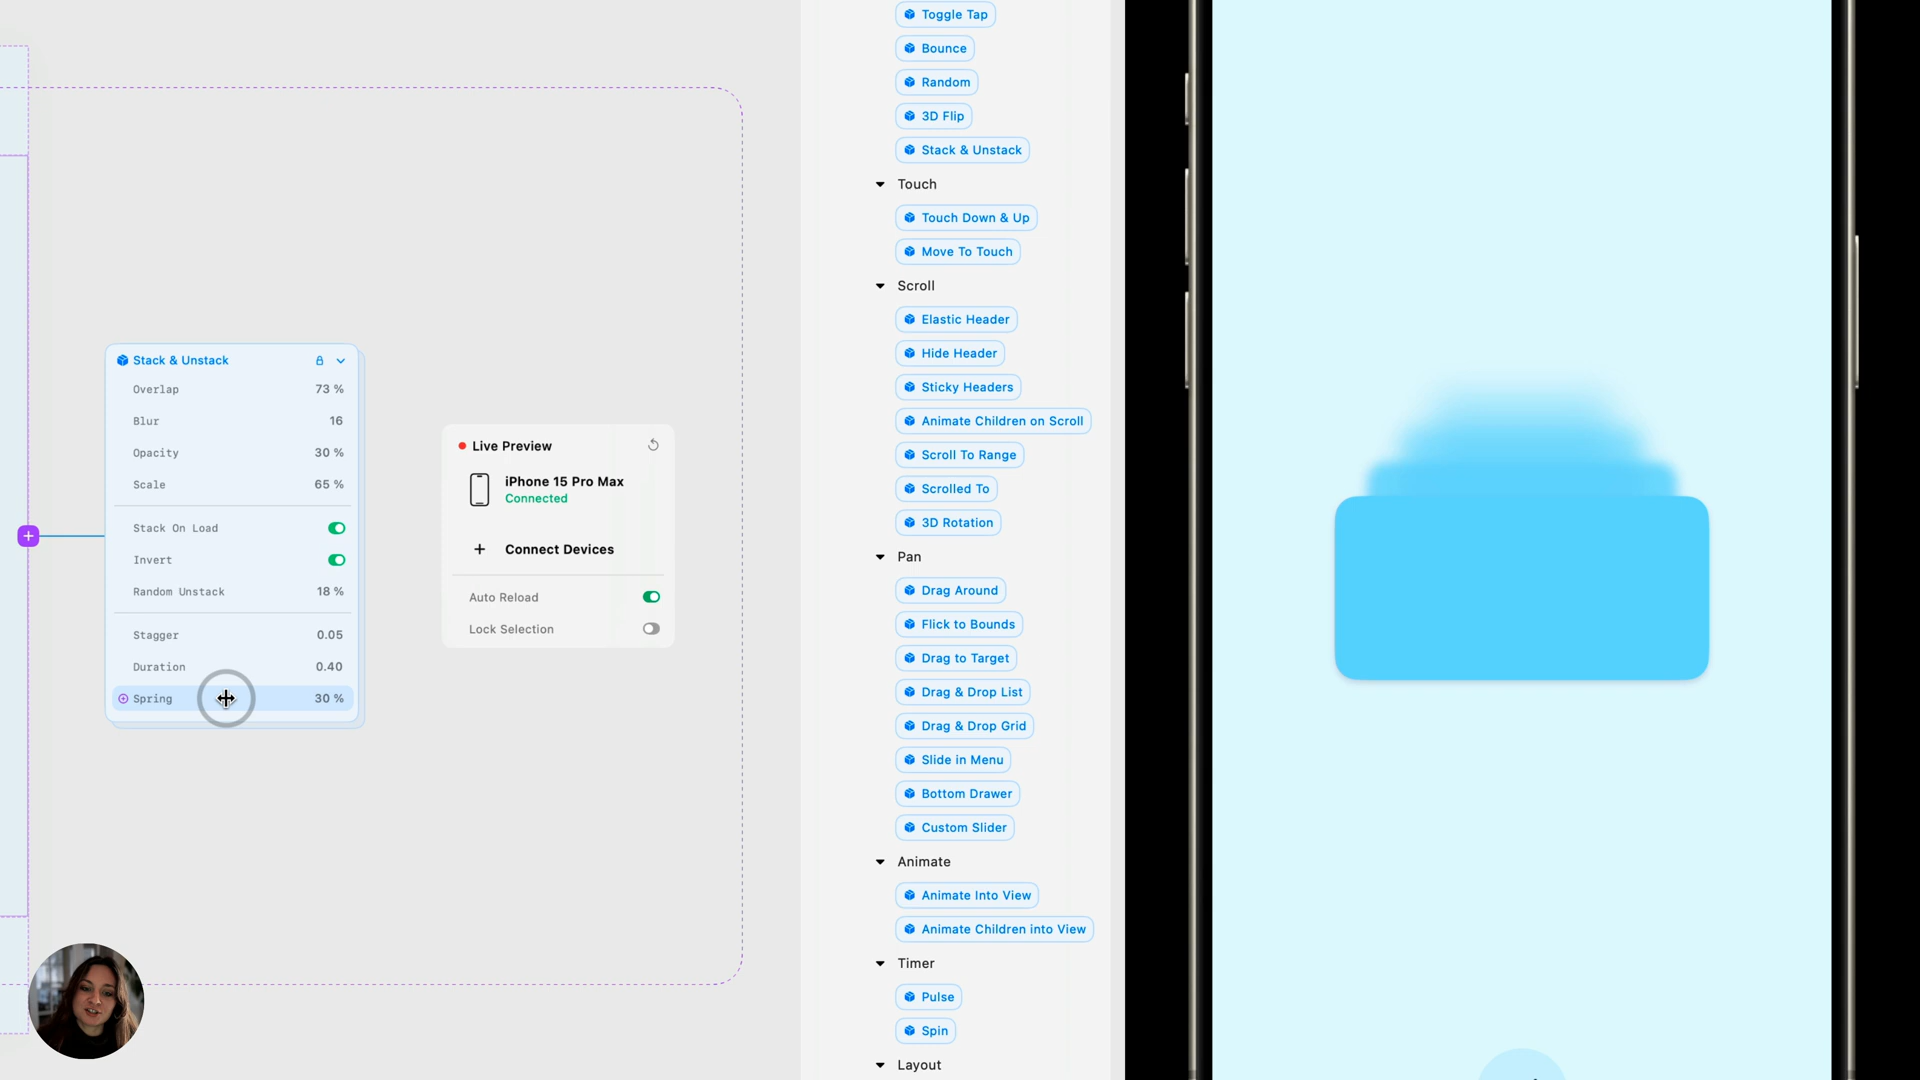 Stack & Unstack
Overlap 73 %
Blur 16
Opacity 30 %
Scale 65 %
Stack On Load
Invert
Random Unstack 18 %
Stagger 0.05
Duration 0.40
Spring 30 %
Live Preview
iPhone 15 Pro Max
Connected
+ Connect Devices
Auto Reload
Lock Selection
Toggle Tap
Bounce
Random
3D Flip
Stack & Unstack
Touch
Touch Down & Up
Move To Touch
Scroll
Elastic Header
Hide Header
Sticky Headers
Animate Children on Scroll
Scroll To Range
Scrolled To
3D Rotation
Pan
Drag Around
Flick to Bounds
Drag to Target
Drag & Drop List
Drag & Drop Grid
Slide in Menu
Bottom Drawer
Custom Slider
Animate
Animate Into View
Animate Children into View
Timer
Pulse
Spin
Layout